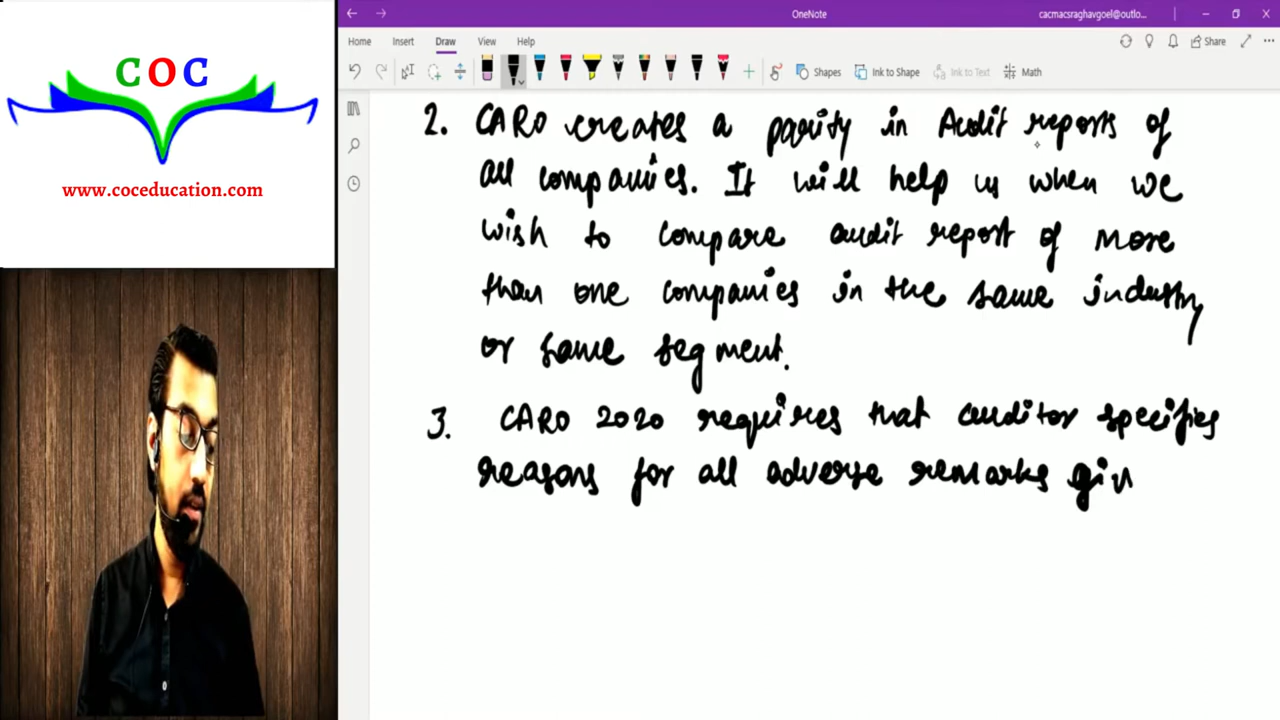 COC
www.coceducation.com
OneNote
cacmacsraghavgoel@outlo...
Home Insert Draw View Help
Share
Shapes Ink to Shape Ink to Text Math
2. CARO creates a parity in Audit reports of
all companies. It will help us when we
wish to compare audit report of more
than one companies in the same industry
or same segment.
3. CARO 2020 requires that auditor specifies
reasons for all adverse remarks giv